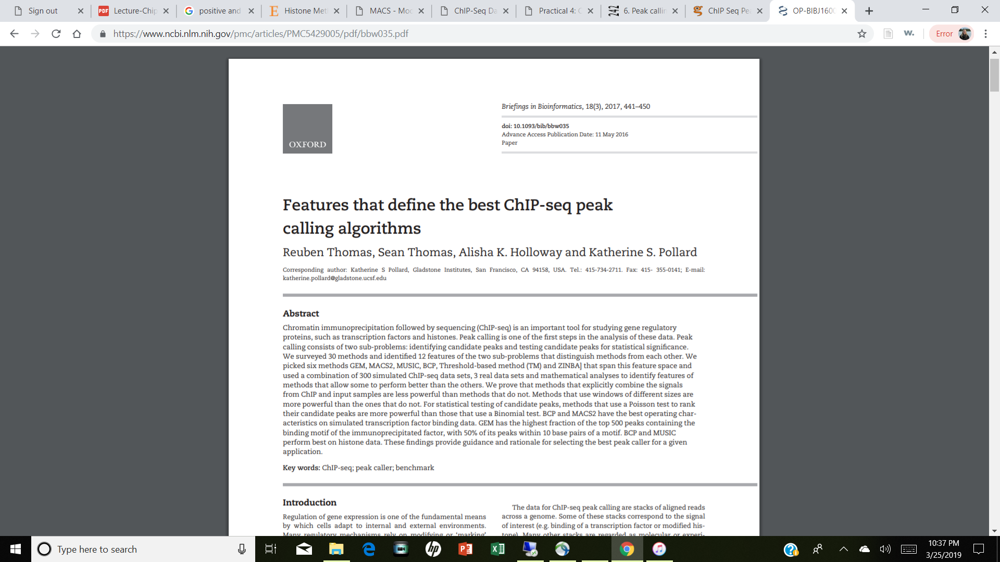 Sign out
PDF Lecture-Chip
positive and
Histone Met
MACS - Mod
ChIP-Seq Da
Practical 4: C
6. Peak callin
ChIP Seq Pea
OP-BIBJ1600
https://www.ncbi.nlm.nih.gov/pmc/articles/PMC5429005/pdf/bbw035.pdf
w.
Error
OXFORD
Briefings in Bioinformatics, 18(3), 2017, 441–450
doi: 10.1093/bib/bbw035
Advance Access Publication Date: 11 May 2016
Paper
Features that define the best ChIP-seq peak
calling algorithms
Reuben Thomas, Sean Thomas, Alisha K. Holloway and Katherine S. Pollard
Corresponding author: Katherine S Pollard, Gladstone Institutes, San Francisco, CA 94158, USA. Tel.: 415-734-2711. Fax: 415- 355-0141; E-mail:
katherine.pollard@gladstone.ucsf.edu
Abstract
Chromatin immunoprecipitation followed by sequencing (ChIP-seq) is an important tool for studying gene regulatory
proteins, such as transcription factors and histones. Peak calling is one of the first steps in the analysis of these data. Peak
calling consists of two sub-problems: identifying candidate peaks and testing candidate peaks for statistical significance.
We surveyed 30 methods and identified 12 features of the two sub-problems that distinguish methods from each other. We
picked six methods GEM, MACS2, MUSIC, BCP, Threshold-based method (TM) and ZINBA] that span this feature space and
used a combination of 300 simulated ChIP-seq data sets, 3 real data sets and mathematical analyses to identify features of
methods that allow some to perform better than the others. We prove that methods that explicitly combine the signals
from ChIP and input samples are less powerful than methods that do not. Methods that use windows of different sizes are
more powerful than the ones that do not. For statistical testing of candidate peaks, methods that use a Poisson test to rank
their candidate peaks are more powerful than those that use a Binomial test. BCP and MACS2 have the best operating char-
acteristics on simulated transcription factor binding data. GEM has the highest fraction of the top 500 peaks containing the
binding motif of the immunoprecipitated factor, with 50% of its peaks within 10 base pairs of a motif. BCP and MUSIC
perform best on histone data. These findings provide guidance and rationale for selecting the best peak caller for a given
application.
Key words: ChIP-seq; peak caller; benchmark
Introduction
Regulation of gene expression is one of the fundamental means
by which cells adapt to internal and external environments.
Many regulatory mechanisms rely on modifying or ‘marking’
The data for ChIP-seq peak calling are stacks of aligned reads
across a genome. Some of these stacks correspond to the signal
of interest (e.g. binding of a transcription factor or modified his-
tone). Many other stacks are regarded as molecular or experi-
Type here to search
10:37 PM
3/25/2019